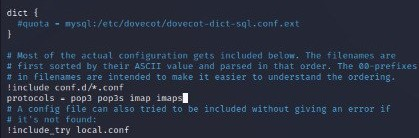 dict {
#quota = mysql:/etc/dovecot/dovecot-dict-sql.conf.ext
}
# Most of the actual configuration gets included below. The filenames are
# first sorted by their ASCII value and parsed in that order. The 00-prefixes
# in filenames are intended to make it easier to understand the ordering.
!include conf.d/*.conf
protocols = pop3 pop3s imap imaps
# A config file can also tried to be included without giving an error if
# it's not found:
!include_try local.conf